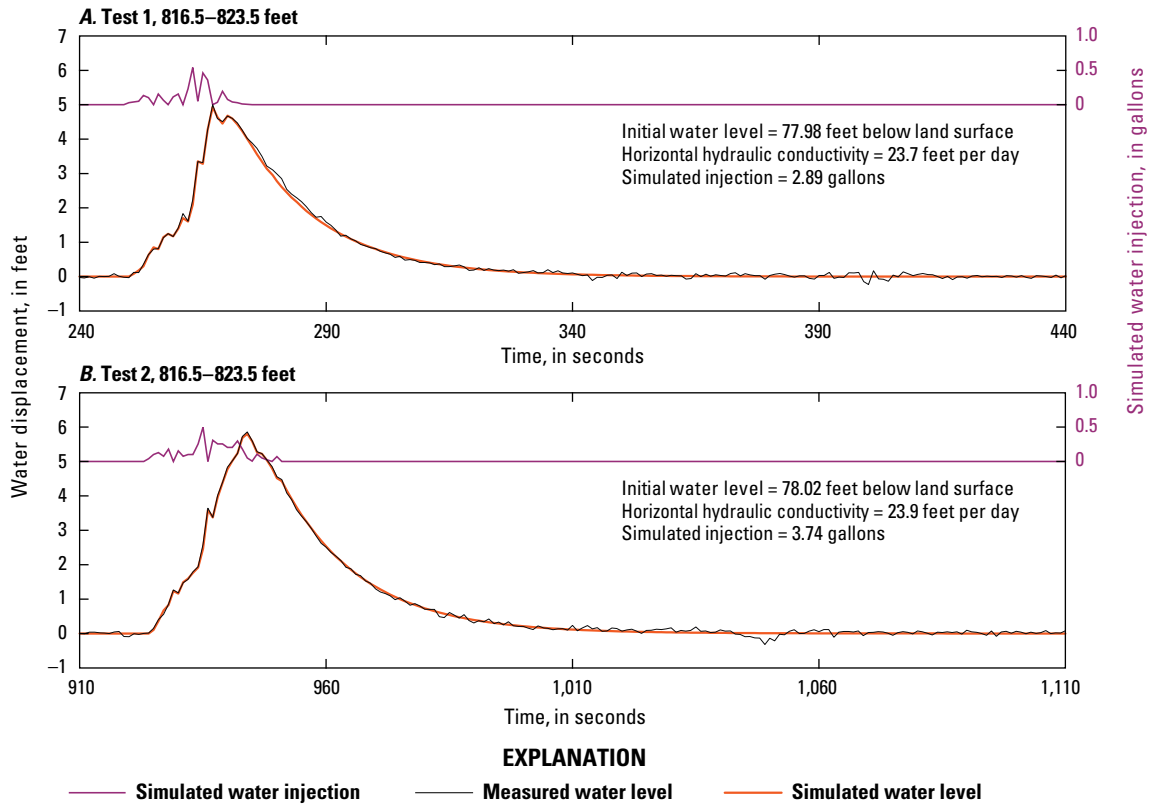 A. Test 1, 816.5–823.5 feet
7
6
5
4
3
2
1
0
–1
1.0
0.5
0
Initial water level = 77.98 feet below land surface
Horizontal hydraulic conductivity = 23.7 feet per day
Simulated injection = 2.89 gallons
240
290
340
390
440
Time, in seconds
Water displacement, in feet
Simulated water injection, in gallons
B. Test 2, 816.5–823.5 feet
7
6
5
4
3
2
1
0
–1
1.0
0.5
0
Initial water level = 78.02 feet below land surface
Horizontal hydraulic conductivity = 23.9 feet per day
Simulated injection = 3.74 gallons
910
960
1,010
1,060
1,110
Time, in seconds
EXPLANATION
Simulated water injection
Measured water level
Simulated water level